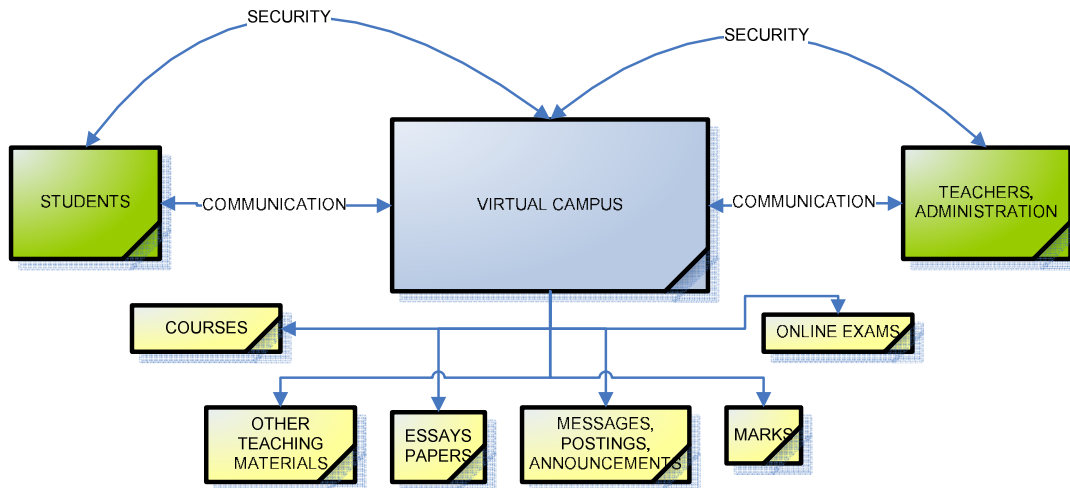 SECURITY
SECURITY
STUDENTS
COMMUNICATION
VIRTUAL CAMPUS
COMMUNICATION
TEACHERS,
ADMINISTRATION
COURSES
ONLINE EXAMS
OTHER
TEACHING
MATERIALS
ESSAYS
PAPERS
MESSAGES,
POSTINGS,
ANNOUNCEMENTS
MARKS